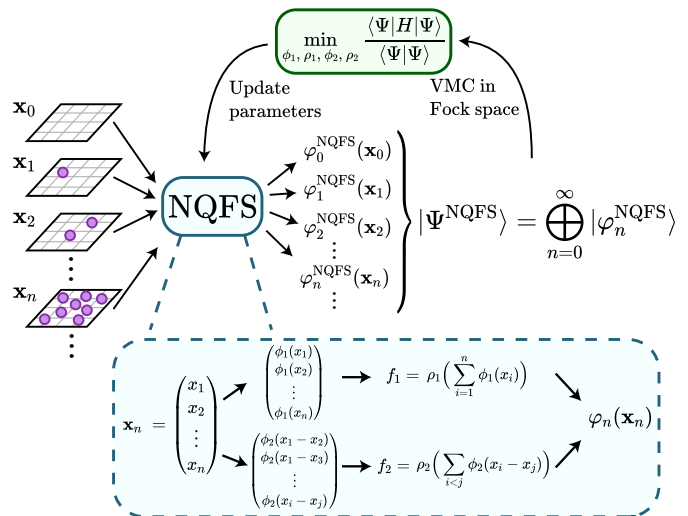 min ⟨Ψ|H|Ψ⟩ / ⟨Ψ|Ψ⟩
ϕ₁, ρ₁, ϕ₂, ρ₂
Update
parameters
VMC in
Fock space
x₀
x₁
x₂
⋮
xₙ
⋮
NQFS
φ₀^NQFS(x₀)
φ₁^NQFS(x₁)
φ₂^NQFS(x₂)
⋮
φₙ^NQFS(xₙ)
⋮
|Ψ^NQFS⟩ = ⨁_{n=0}^{∞} |φₙ^NQFS⟩
xₙ = (x₁
x₂
⋮
xₙ)
(ϕ₁(x₁)
ϕ₁(x₂)
⋮
ϕ₁(xₙ))
f₁ = ρ₁(∑_{i=1}^{n} ϕ₁(xᵢ))
(ϕ₂(x₁ − x₂)
ϕ₂(x₁ − x₃)
⋮
ϕ₂(xᵢ − xⱼ))
f₂ = ρ₂(∑_{i<j} ϕ₂(xᵢ − xⱼ))
φₙ(xₙ)